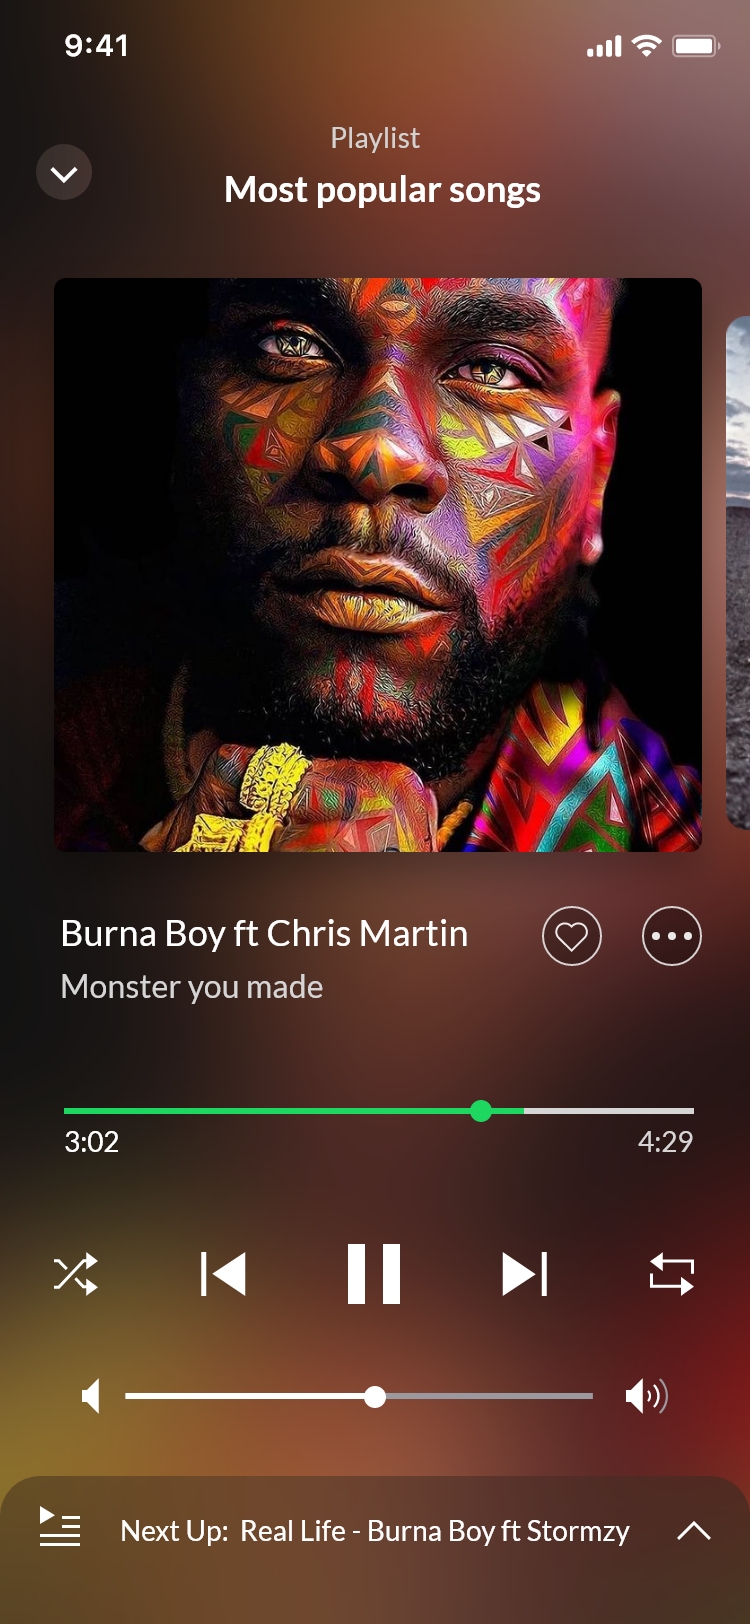 9:41
Playlist
Most popular songs
Burna Boy ft Chris Martin
Monster you made
3:02
4:29
Next Up: Real Life - Burna Boy ft Stormzy